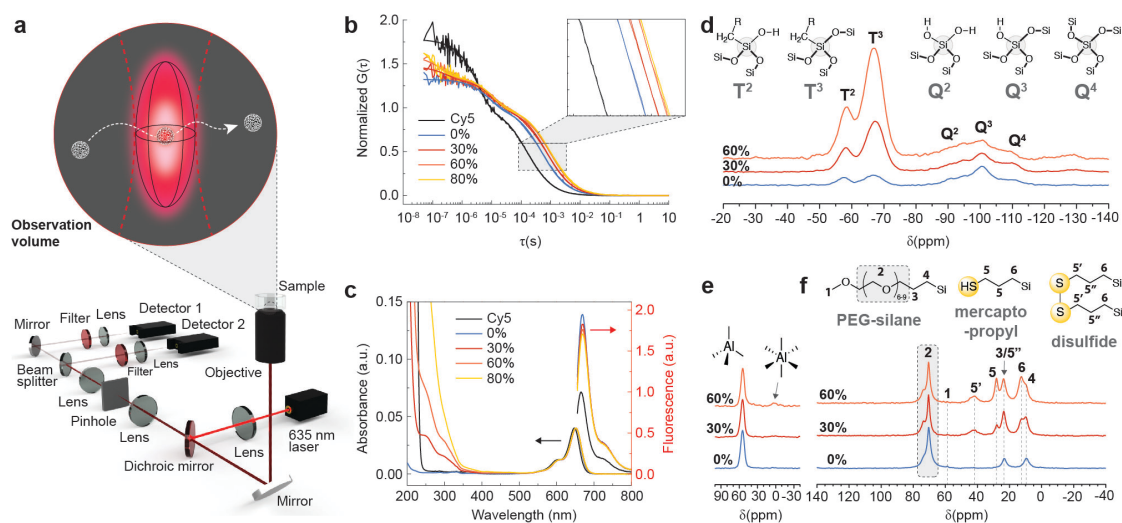 a
Observation
volume
Sample
Detector 1
Detector 2
Mirror
Filter
Lens
Filter
Lens
Beam
splitter
Lens
Pinhole
Lens
Objective
Dichroic mirror
Lens
635 nm
laser
Mirror
b
Normalized G(τ)
2.0
1.5
1.0
0.5
0.0
Cy5
0%
30%
60%
80%
10⁻⁸ 10⁻⁷ 10⁻⁶ 10⁻⁵ 10⁻⁴ 10⁻³ 10⁻² 10⁻¹ 1 10
τ(s)
c
Absorbance (a.u.)
0.15
0.10
0.05
0.00
Cy5
0%
30%
60%
80%
2.0
1.5
1.0
0.5
0.0
Fluorescence (a.u.)
200 300 400 500 600 700 800
Wavelength (nm)
d
R
H₂C
O-H
Si
Si-O
O
Si
T²
R
H₂C
O-Si
Si
Si-O
O
Si
T³
H
O
O-H
Si
Si-O
O
Si
Q²
H
O
O-Si
Si
Si-O
O
Si
Q³
Si
O
O-Si
Si
Si-O
O
Si
Q⁴
T²
T³
Q²
Q³
Q⁴
60%
30%
0%
-20 -30 -40 -50 -60 -70 -80 -90 -100 -110 -120 -130 -140
δ(ppm)
e
Al
Al
60%
30%
0%
90 60 30 0 -30
δ(ppm)
f
1
O
2
O
6-9
3
4
Si
PEG-silane
HS
5
5
6
Si
mercapto
-propyl
S
5'
5"
6
Si
S
5'
5"
6
Si
disulfide
2
1
5'
5
3/5"
6
4
60%
30%
0%
140 120 100 80 60 40 20 0 -20 -40
δ(ppm)